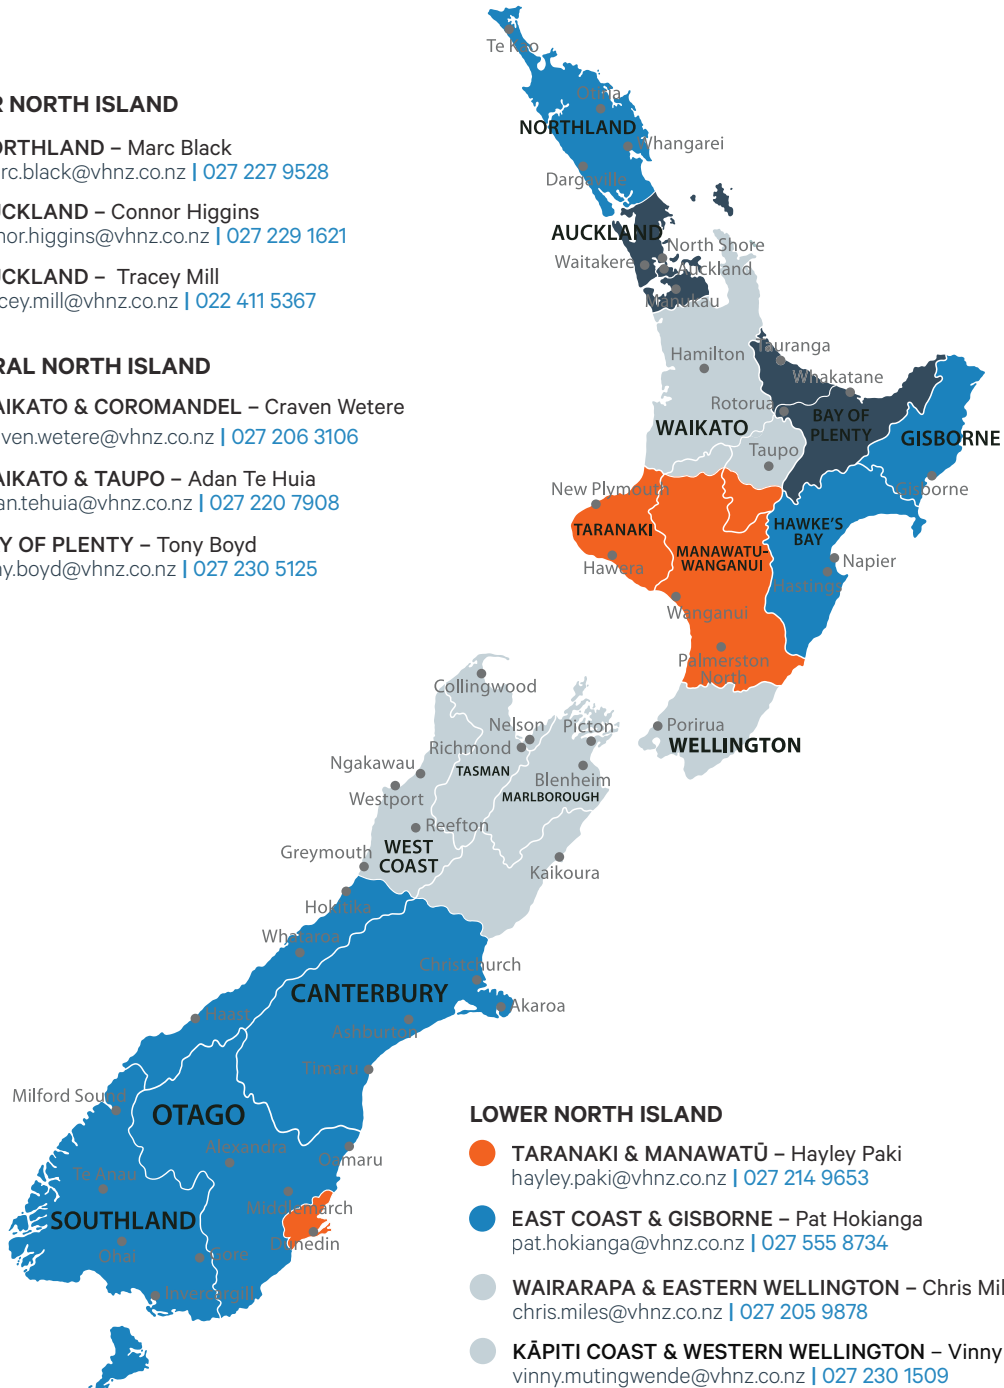 R NORTH ISLAND
ORTHLAND – Marc Black
rc.black@vhnz.co.nz | 027 227 9528
UCKLAND – Connor Higgins
nor.higgins@vhnz.co.nz | 027 229 1621
UCKLAND – Tracey Mill
cey.mill@vhnz.co.nz | 022 411 5367
RAL NORTH ISLAND
AIKATO & COROMANDEL – Craven Wetere
ven.wetere@vhnz.co.nz | 027 206 3106
AIKATO & TAUPO – Adan Te Huia
an.tehuia@vhnz.co.nz | 027 220 7908
Y OF PLENTY – Tony Boyd
ny.boyd@vhnz.co.nz | 027 230 5125
Te Kao
Otiria
NORTHLAND
Whangarei
Dargaville
AUCKLAND
North Shore
Waitakere
Auckland
Manukau
Tauranga
Hamilton
Whakatane
Rotorua
BAY OF
PLENTY
WAIKATO
GISBORNE
Taupo
New Plymouth
Gisborne
TARANAKI
HAWKE'S
BAY
MANAWATU-
WANGANUI
Napier
Hawera
Hastings
Wanganui
Palmerston
North
Collingwood
Nelson
Picton
Porirua
Richmond
WELLINGTON
Ngakawau
TASMAN
Blenheim
Westport
MARLBOROUGH
Reefton
WEST
COAST
Greymouth
Kaikoura
Hokitika
Whataroa
Christchurch
CANTERBURY
Akaroa
Haast
Ashburton
Timaru
Milford Sound
OTAGO
Alexandra
Oamaru
Te Anau
Middlemarch
SOUTHLAND
Dunedin
Ohai
Gore
Invercargill
LOWER NORTH ISLAND
TARANAKI & MANAWATŪ – Hayley Paki
hayley.paki@vhnz.co.nz | 027 214 9653
EAST COAST & GISBORNE – Pat Hokianga
pat.hokianga@vhnz.co.nz | 027 555 8734
WAIRARAPA & EASTERN WELLINGTON – Chris Mil
chris.miles@vhnz.co.nz | 027 205 9878
KĀPITI COAST & WESTERN WELLINGTON – Vinny
vinny.mutingwende@vhnz.co.nz | 027 230 1509